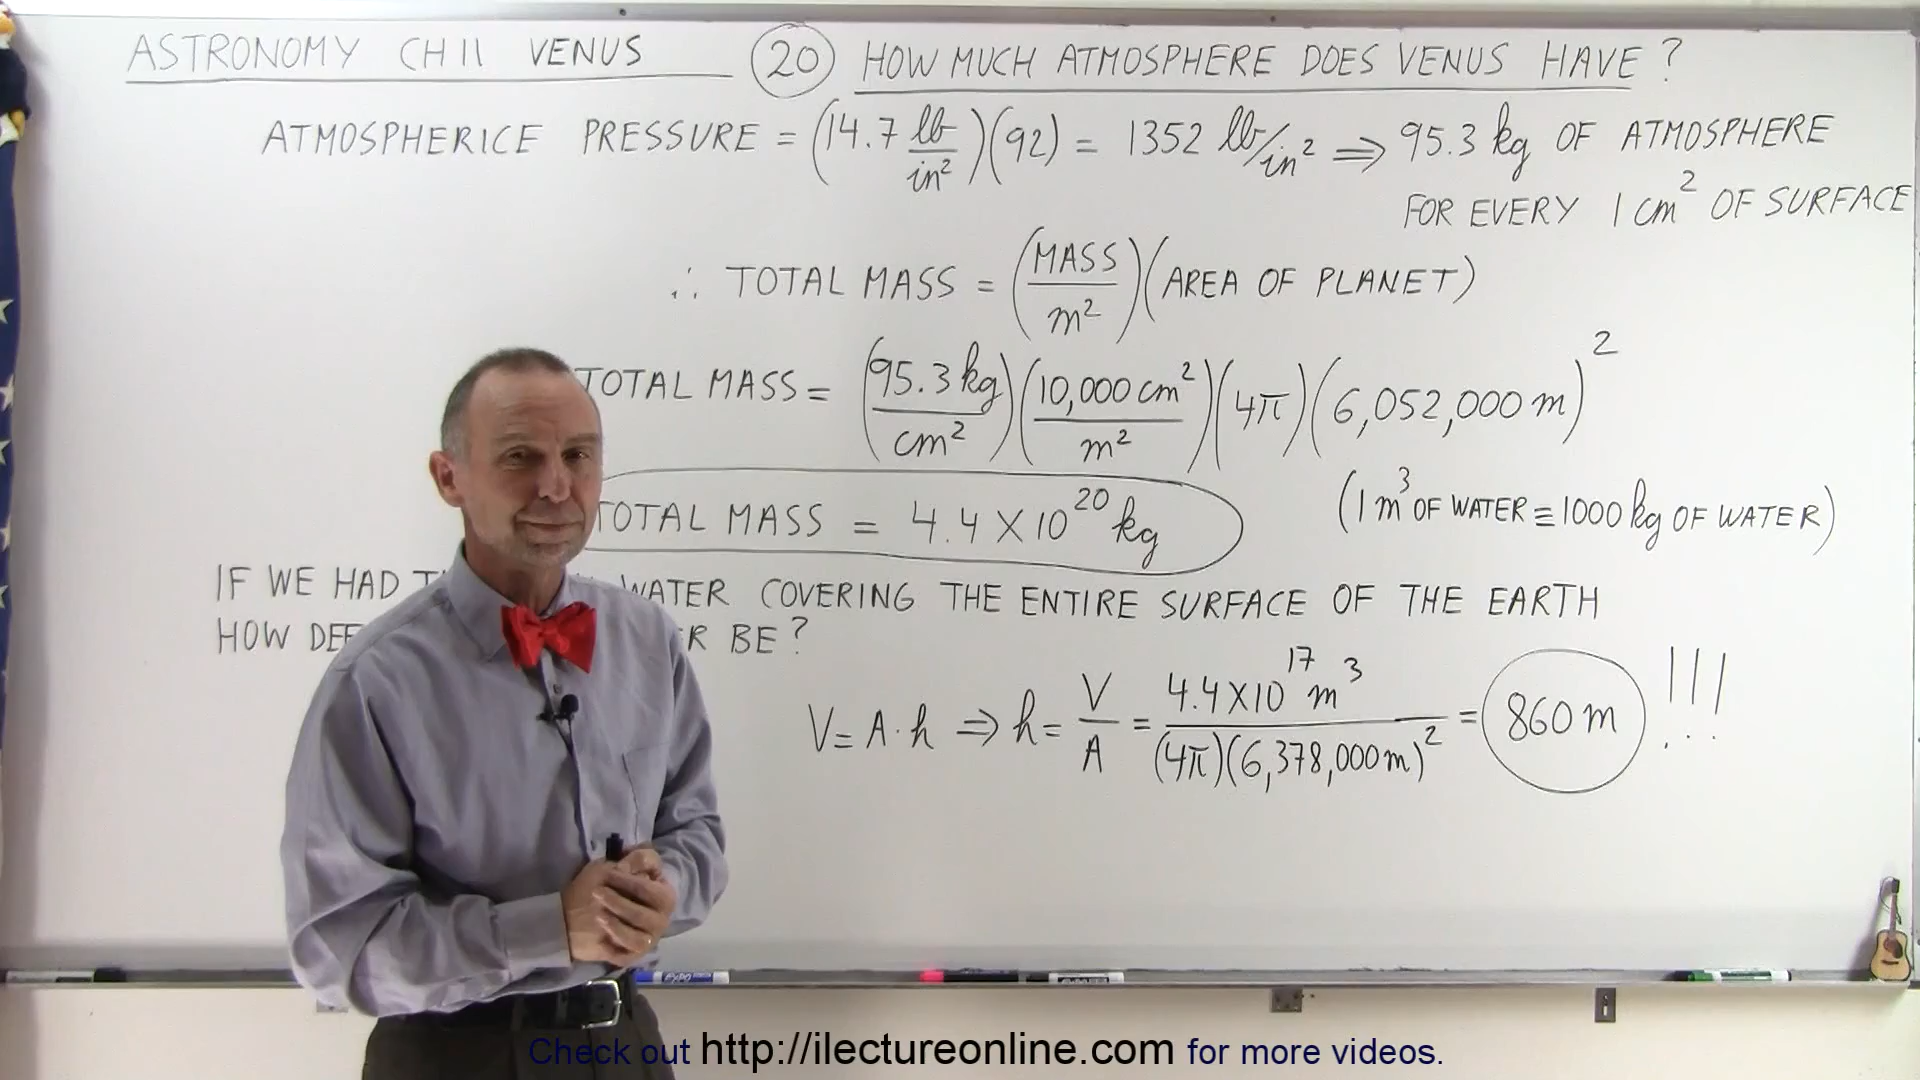 ASTRONOMY CH 11 VENUS (20) HOW MUCH ATMOSPHERE DOES VENUS HAVE?
ATMOSPHERICE PRESSURE = (14.7 lb/in²)(92) = 1352 lb/in² ⇒ 95.3 kg OF ATMOSPHERE
FOR EVERY 1 cm² OF SURFACE
∴ TOTAL MASS = (MASS/m²)(AREA OF PLANET)
TOTAL MASS = (95.3 kg/cm²)(10,000 cm²/m²)(4π)(6,052,000 m)²
TOTAL MASS = 4.4 X 10²⁰ kg
(1 m³ OF WATER ≡ 1000 kg OF WATER)
IF WE HAD WATER COVERING THE ENTIRE SURFACE OF THE EARTH
HOW BE?
V = A·h ⇒ h = V/A = 4.4 X 10¹⁷ m³/(4π)(6,378,000 m)² = 860 m !!!
EXPO
Check out http://ilectureonline.com for more videos.